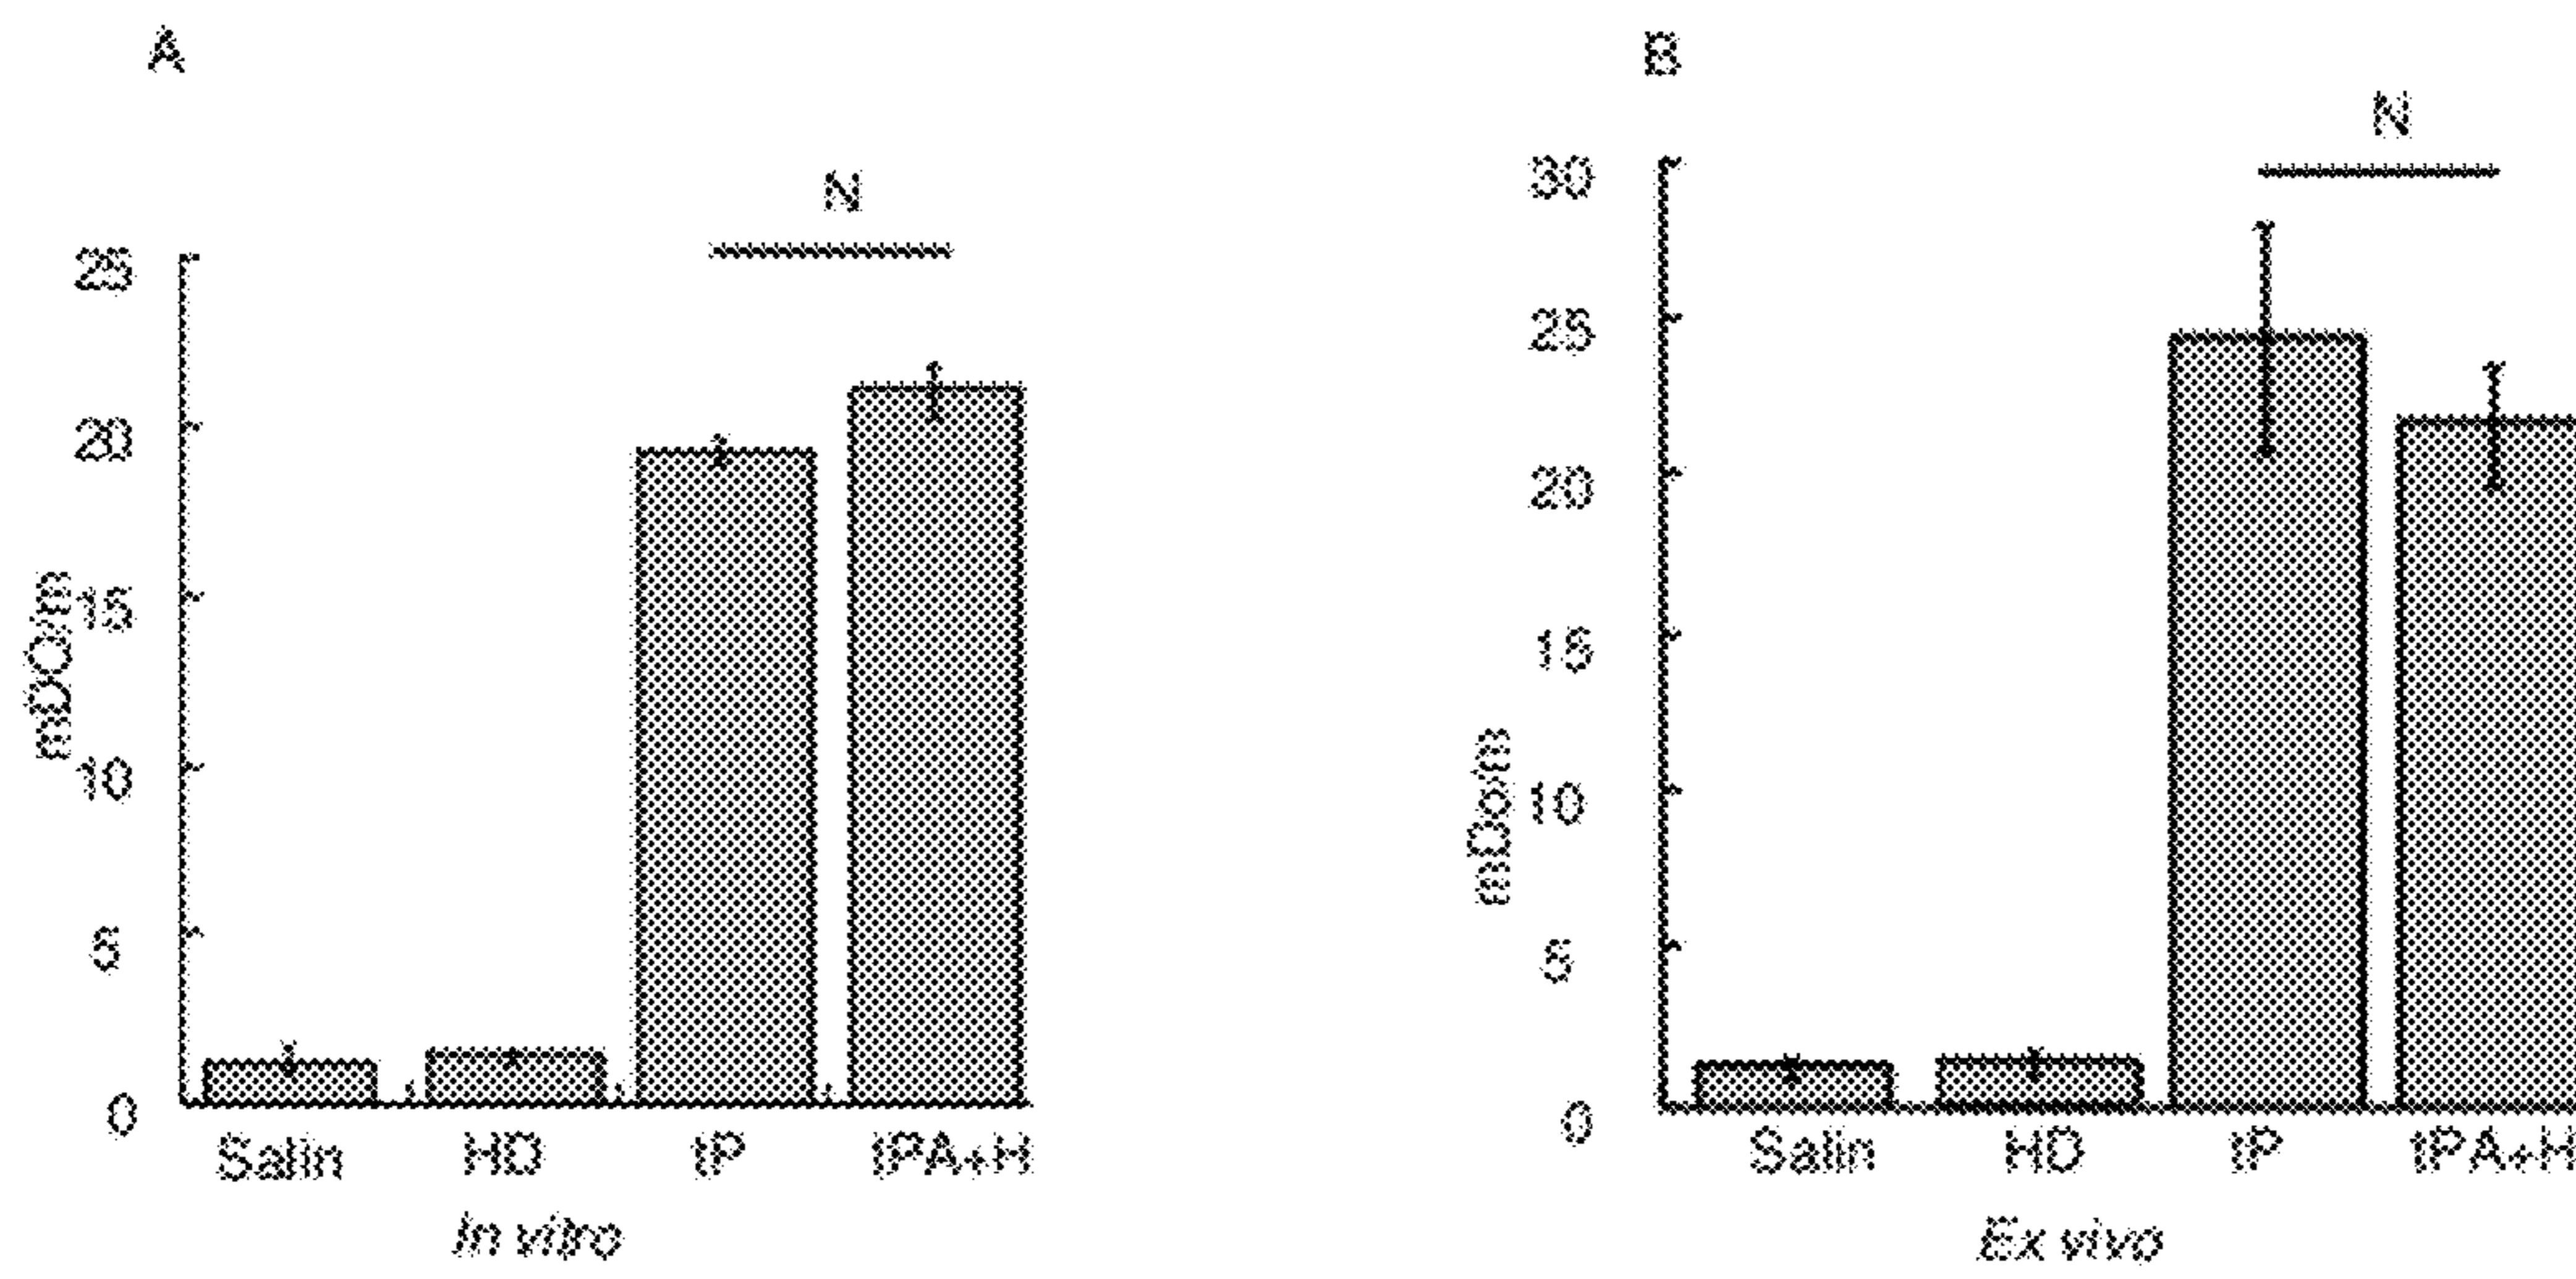 A
N
25
20
15
10
5
0
mDO/m
Salin HD tP tPA+H
In vitro
B
N
30
25
20
15
10
5
0
mDo/m
Salin HD tP tPA+H
Ex vivo